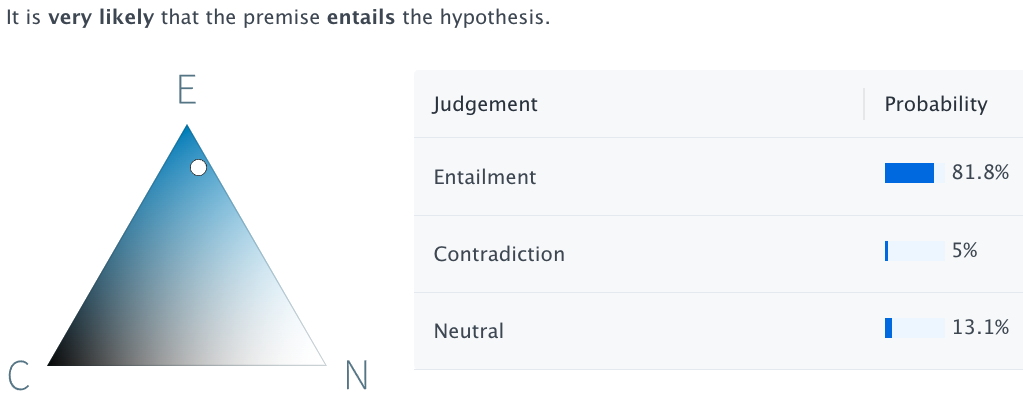 It is very likely that the premise entails the hypothesis.
E
C
N
Judgement Probability
Entailment 81.8%
Contradiction 5%
Neutral 13.1%